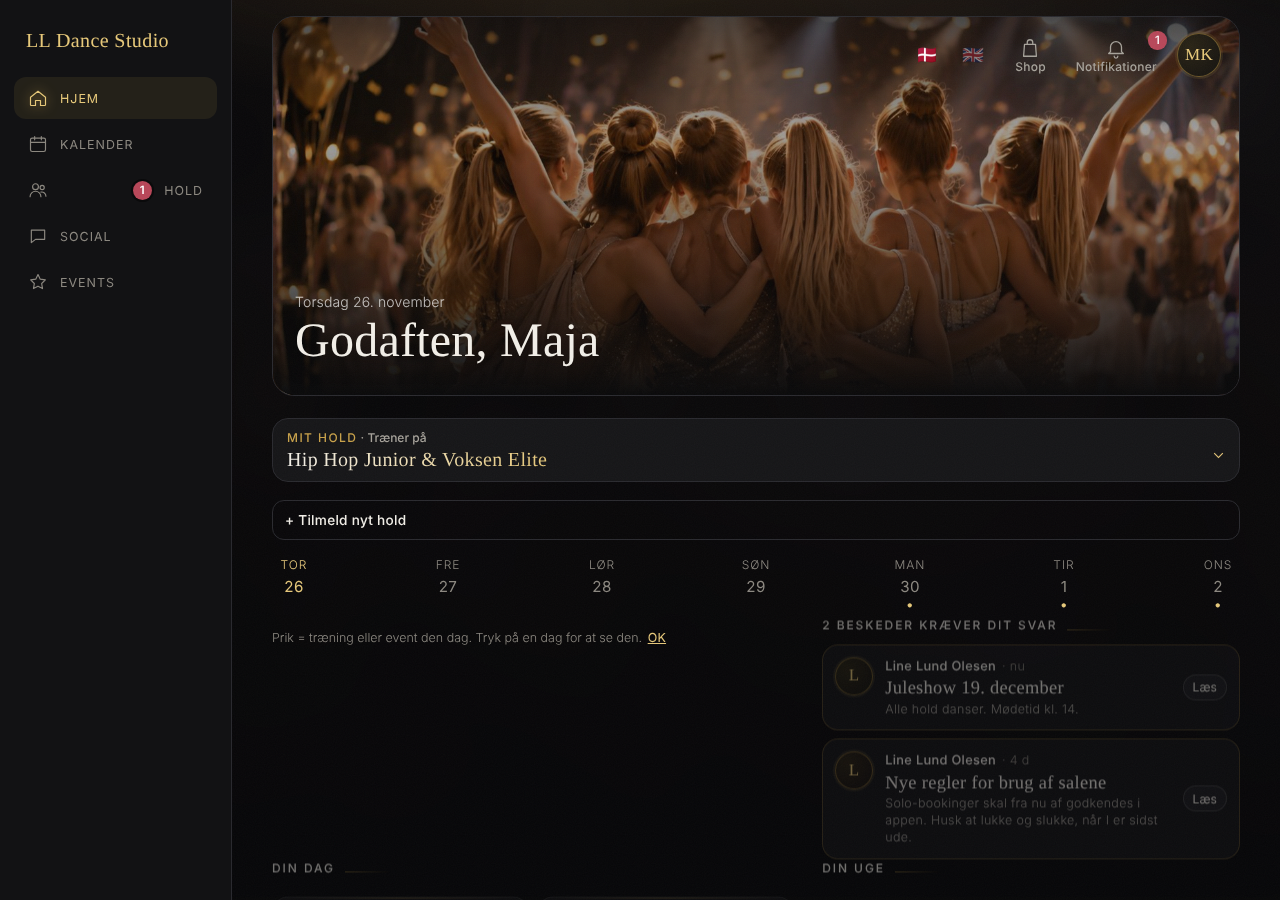 LL Dance Studio
HJEM
KALENDER
1 HOLD
SOCIAL
EVENTS
Shop
Notifikationer
1
MK
Torsdag 26. november
Godaften, Maja
MIT HOLD · Træner på
Hip Hop Junior & Voksen Elite
+ Tilmeld nyt hold
TOR FRE LØR SØN MAN TIR ONS
26 27 28 29 30 1 2
Prik = træning eller event den dag. Tryk på en dag for at se den. OK
2 BESKEDER KRÆVER DIT SVAR
L
Line Lund Olesen · nu
Juleshow 19. december
Alle hold danser. Mødetid kl. 14.
Læs
L
Line Lund Olesen · 4 d
Nye regler for brug af salene
Solo-bookinger skal fra nu af godkendes i
appen. Husk at lukke og slukke, når I er sidst
ude.
Læs
DIN DAG
DIN UGE